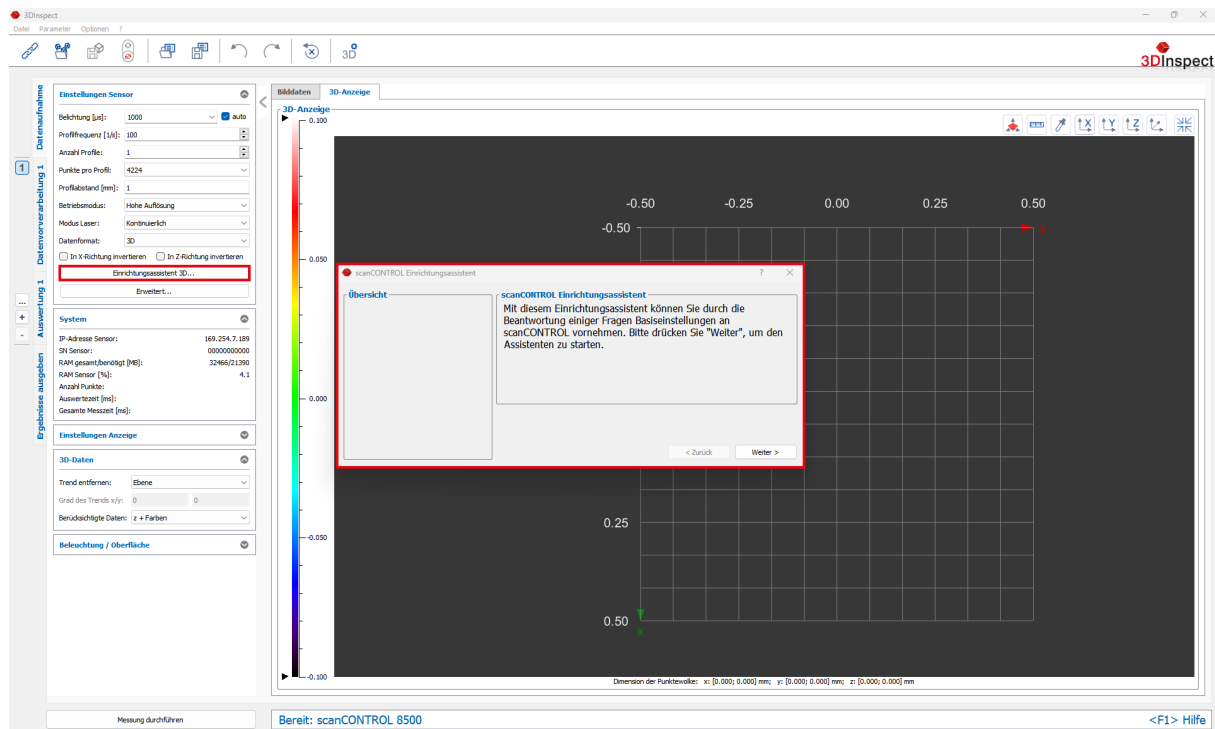 3DInspect
Datei Parameter Optionen ?
3D
3DInspect
Datenaufnahme
Datenvorverarbeitung 1
Auswertung 1
Ergebnisse ausgeben
1
...
+
-
Einstellungen Sensor
Belichtung [µs]: 1000 auto
Profilfrequenz [1/s]: 100
Anzahl Profile: 1
Punkte pro Profil: 4224
Profilabstand [mm]: 1
Betriebsmodus: Hohe Auflösung
Modus Laser: Kontinuierlich
Datenformat: 3D
In X-Richtung invertieren In Z-Richtung invertieren
Einrichtungsassistent 3D...
Erweitert...
System
IP-Adresse Sensor: 169.254.7.189
SN Sensor: 00000000000
RAM gesamt/benötigt [MB]: 32466/21390
RAM Sensor [%]: 4.1
Anzahl Punkte:
Auswertezeit [ms]:
Gesamte Messzeit [ms]:
Einstellungen Anzeige
3D-Daten
Trend entfernen: Ebene
Grad des Trends x/y: 0 0
Berücksichtigte Daten: z + Farben
Beleuchtung / Oberfläche
Messung durchführen
Bilddaten 3D-Anzeige
3D-Anzeige
0.100
0.050
0.000
-0.050
-0.100
X Y Z
-0.50 -0.25 0.00 0.25 0.50
-0.50
y
0.25
0.50
x
scanCONTROL Einrichtungsassistent ?
Übersicht
scanCONTROL Einrichtungsassistent
Mit diesem Einrichtungsassistent können Sie durch die
Beantwortung einiger Fragen Basiseinstellungen an
scanCONTROL vornehmen. Bitte drücken Sie "Weiter", um den
Assistenten zu starten.
< Zurück Weiter >
Dimension der Punktewolke: x: [0.000; 0.000] mm; y: [0.000; 0.000] mm; z: [0.000; 0.000] mm
Bereit: scanCONTROL 8500
<F1> Hilfe